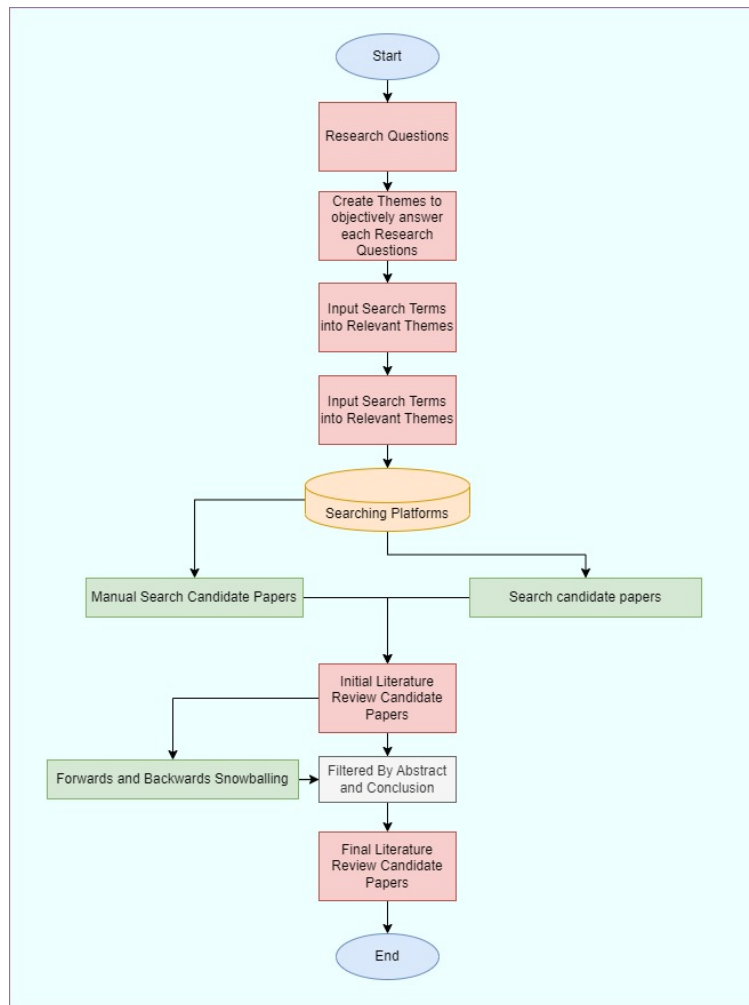 Start
Research Questions
Create Themes to
objectively answer
each Research
Questions
Input Search Terms
into Relevant Themes
Input Search Terms
into Relevant Themes
Searching Platforms
Manual Search Candidate Papers
Search candidate papers
Initial Literature
Review Candidate
Papers
Forwards and Backwards Snowballing
Filtered By Abstract
and Conclusion
Final Literature
Review Candidate
Papers
End